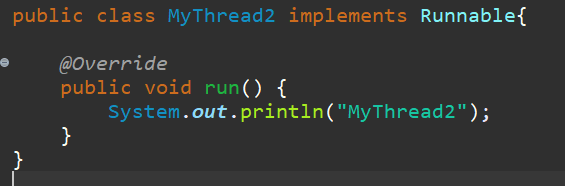 public class MyThread2 implements Runnable{
@Override
public void run() {
System.out.println("MyThread2");
}
}